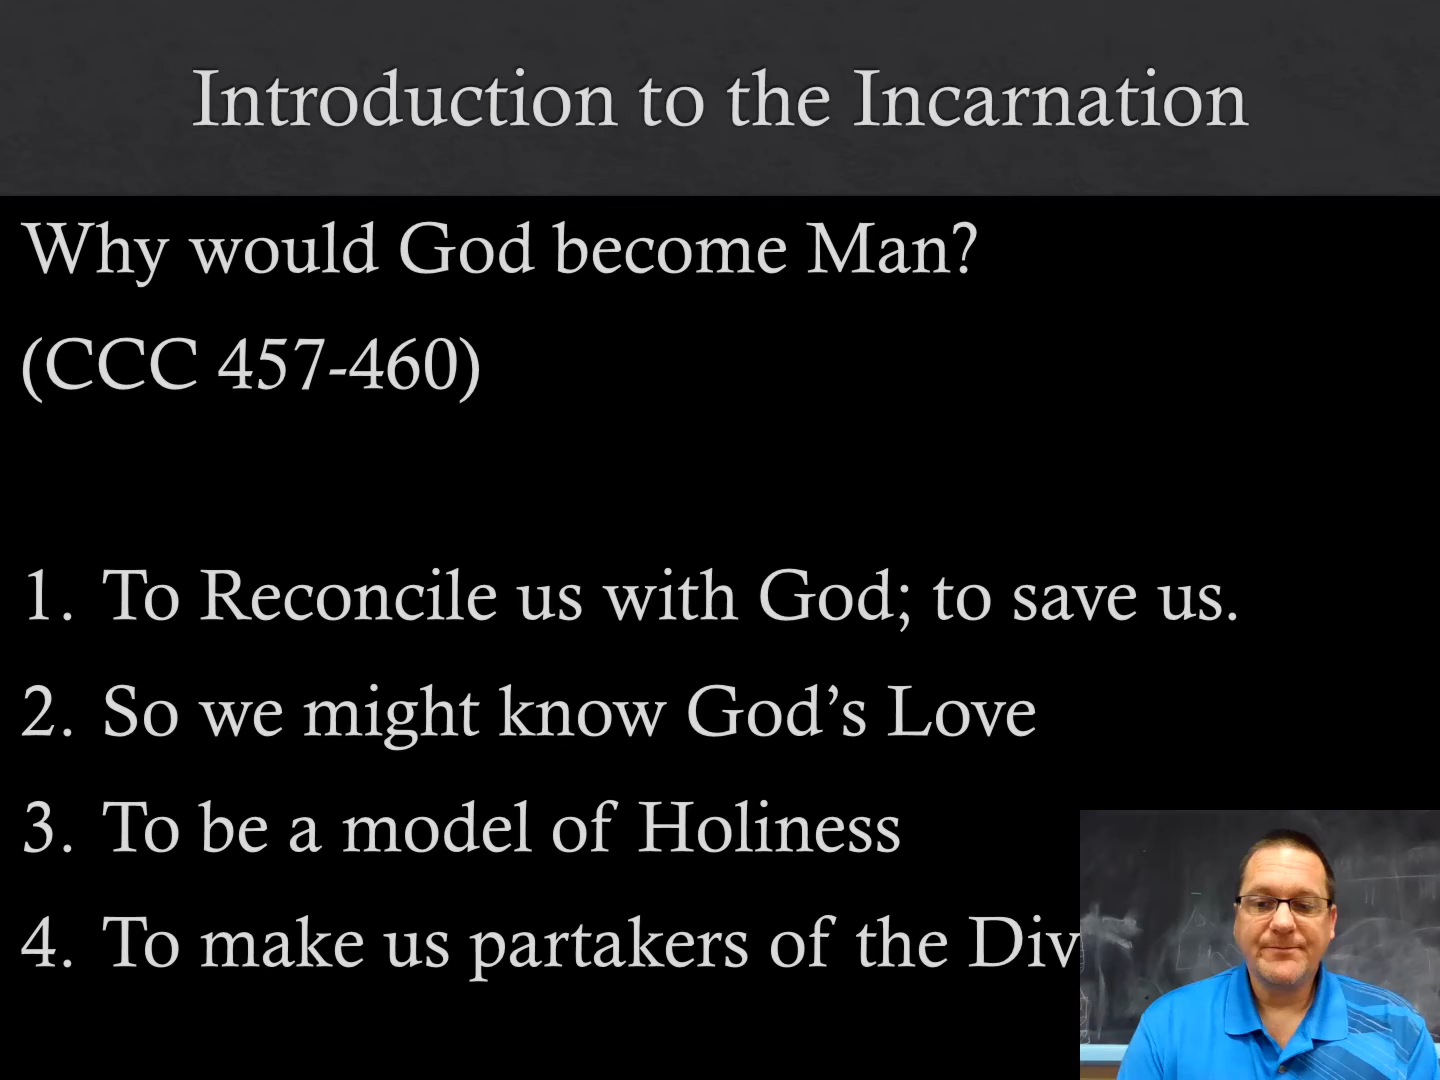 Introduction to the Incarnation
Why would God become Man?
(CCC 457-460)
1. To Reconcile us with God; to save us.
2. So we might know God’s Love
3. To be a model of Holiness
4. To make us partakers of the Div